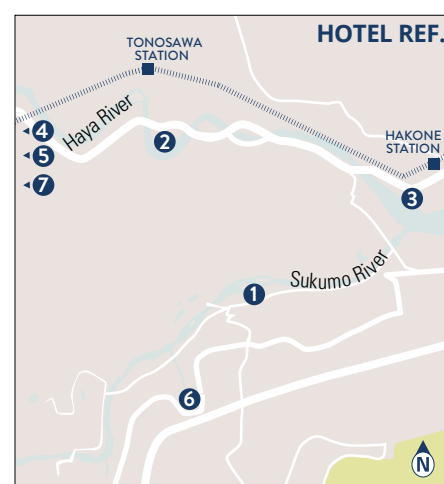 HOTEL REF.
TONOSAWA
STATION
Haya River
4
5
7
2
HAKONE
STATION
3
1
Sukumo River
6
N